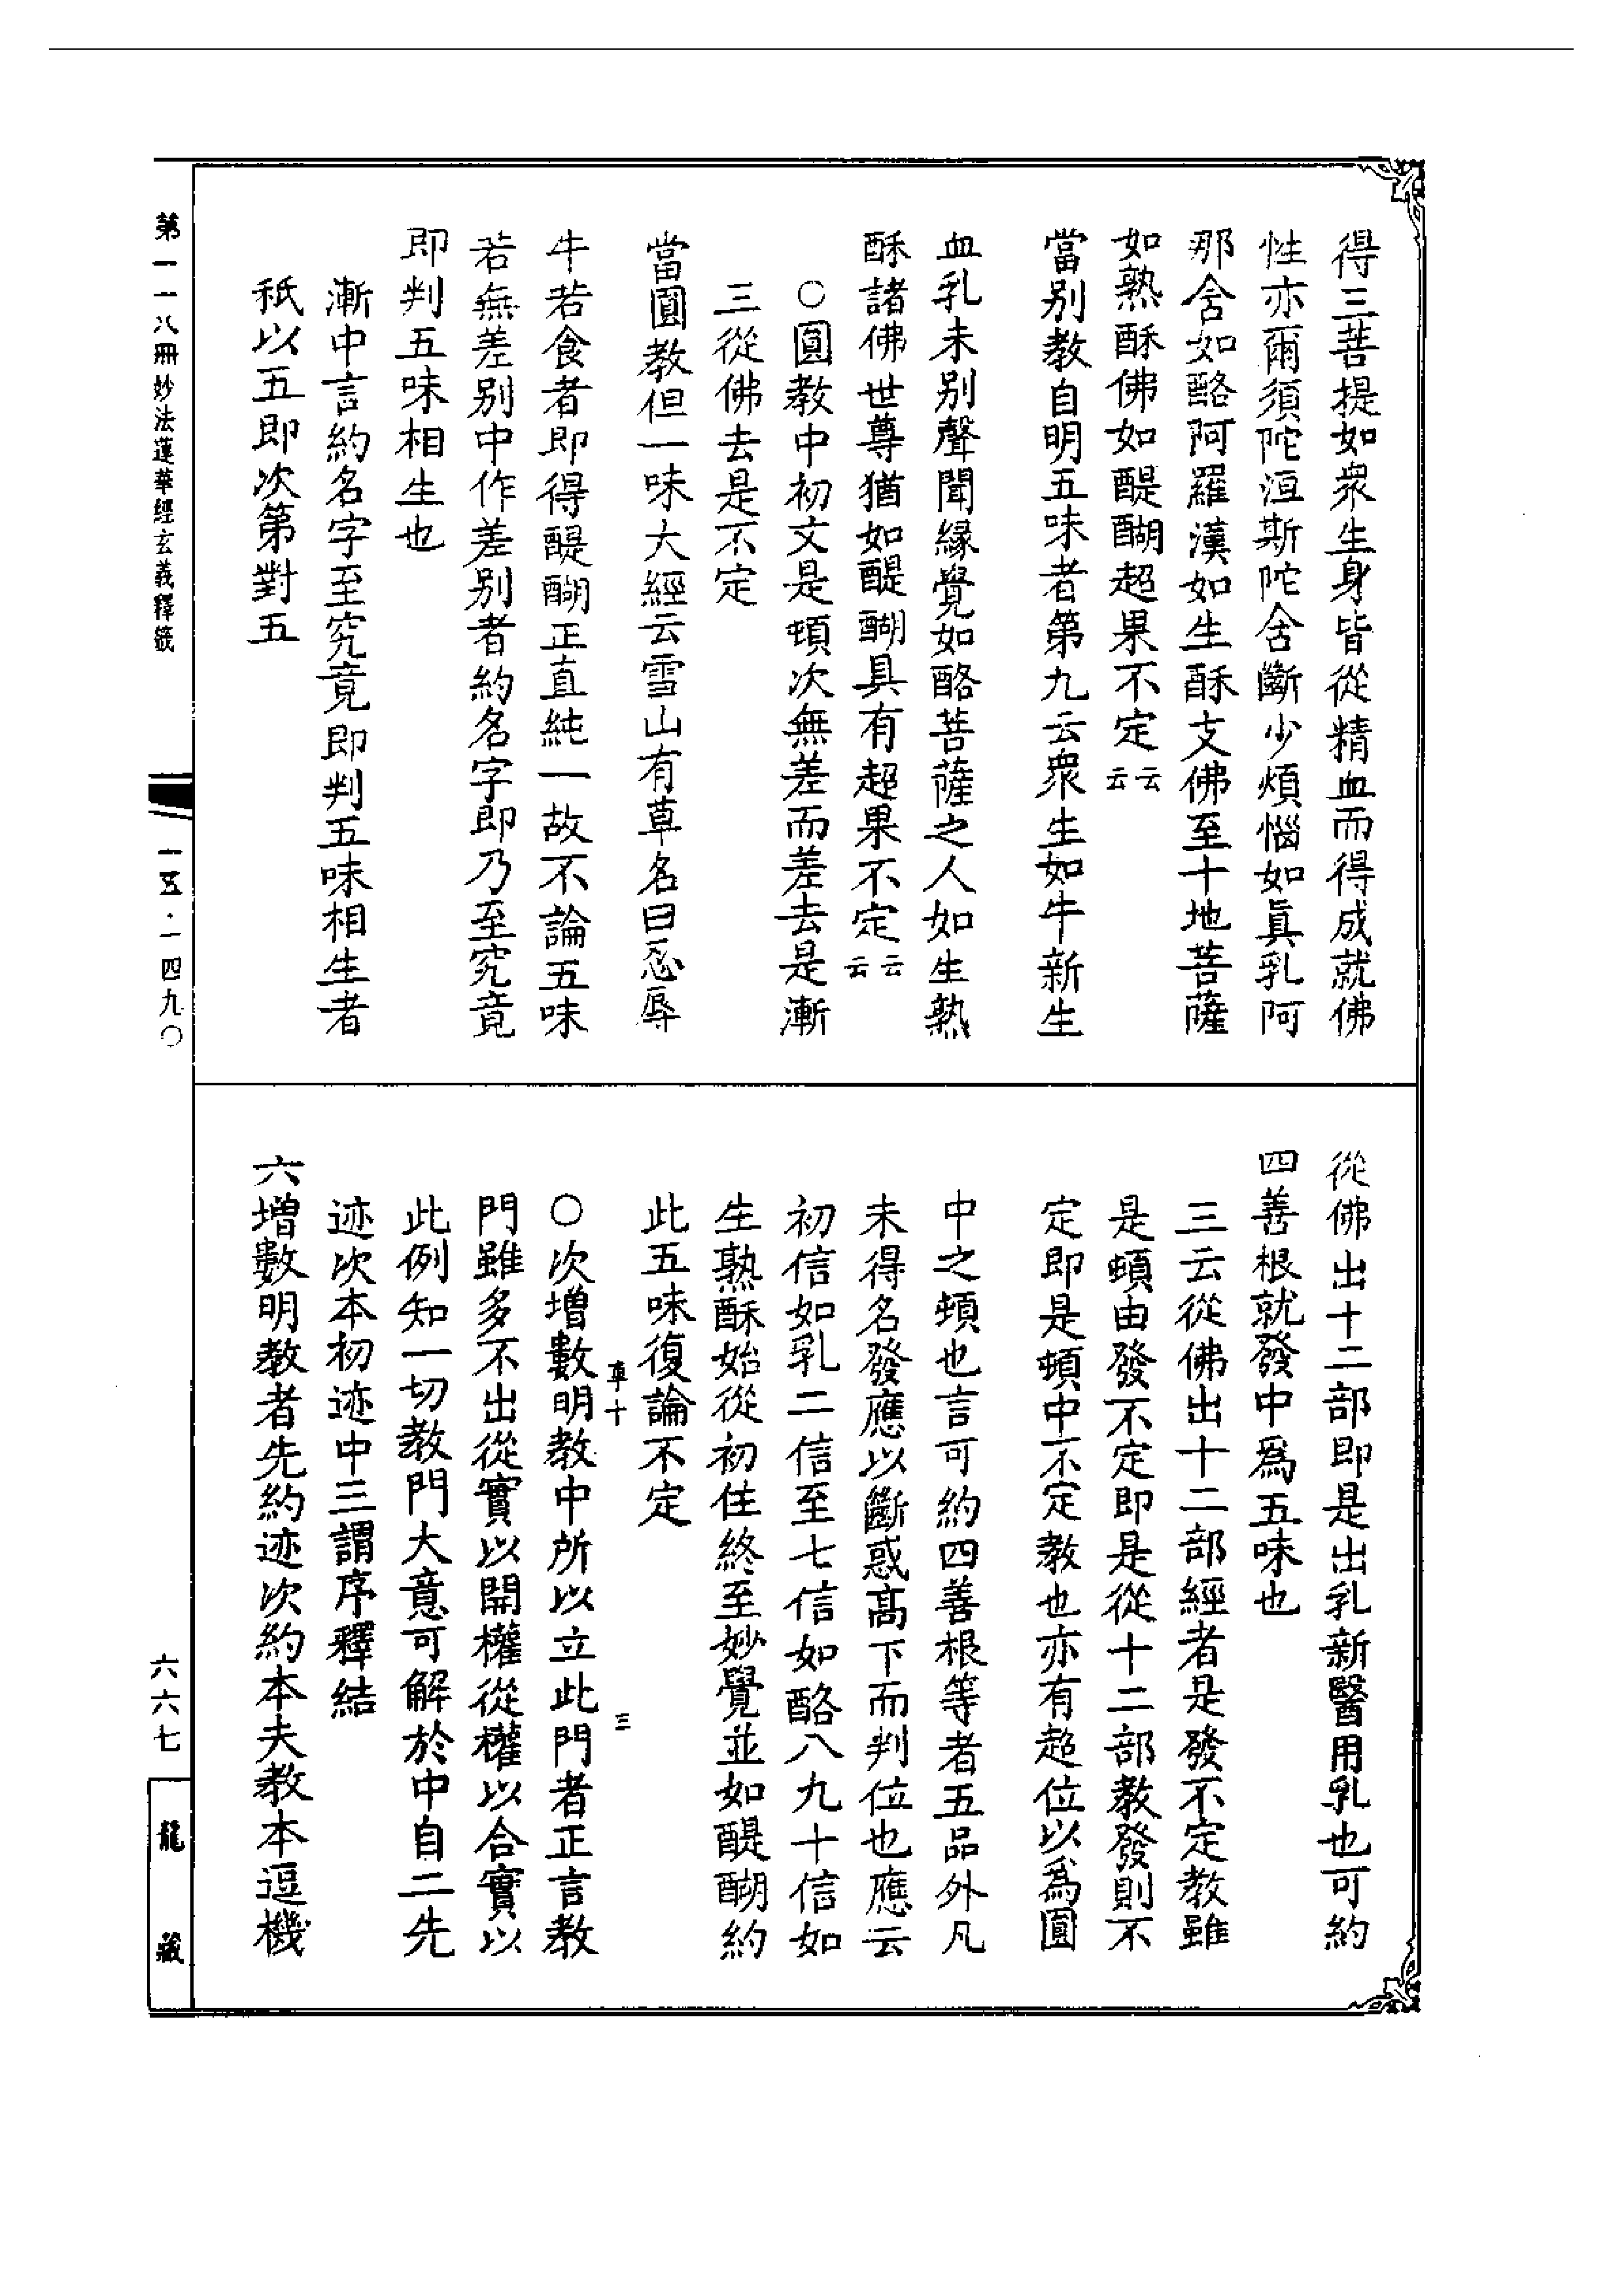 得三菩提如衆生身皆從精血而得成就佛
性亦爾須陀洹斯陀含斷少煩惱如眞乳阿
那含如酪阿羅漢如生酥支佛至十地菩薩
如熟酥佛如醍醐超果不定云云
當別教自明五味者第九云衆生如牛新生
血乳未別聲聞緣覺如酪菩薩之人如生熟
酥諸佛世尊猶如醍醐具有超果不定云云
〇圓教中初文是頓次無差而差去是漸
三從佛去是不定
當圓教但一味大經云雪山有草名曰忍辱
牛若食者即得醍醐正直純一故不論五味
若無差別中作差別者約名字即乃至究竟
即判五味相生也
漸中言約名字至究竟即判五味相生者
秖以五即次第對五
從佛出十二部即是出乳新醫用乳也可約
四善根就發中爲五味也
三云從佛出十二部經者是發不定教雖
是頓由發不定即是從十二部教發則不
定即是頓中不定教也亦有超位以爲圓
中之頓也言可約四善根等者五品外凡
未得名發應以斷惑高下而判位也應云
初信如乳二信至七信如酪八九十信如
生熟酥始從初住終至妙覺並如醍醐約
此五味復論不定
車十
三
〇次增數明教中所以立此門者正言教
門雖多不出從實以開權從權以合實以
此例知一切教門大意可解於中自二先
迹次本初迹中三謂序釋結
六增數明教者先約迹次約本夫教本逗機
第一一八冊 妙法蓮華經玄義釋籤
一五·一四九〇
六六七
龍藏